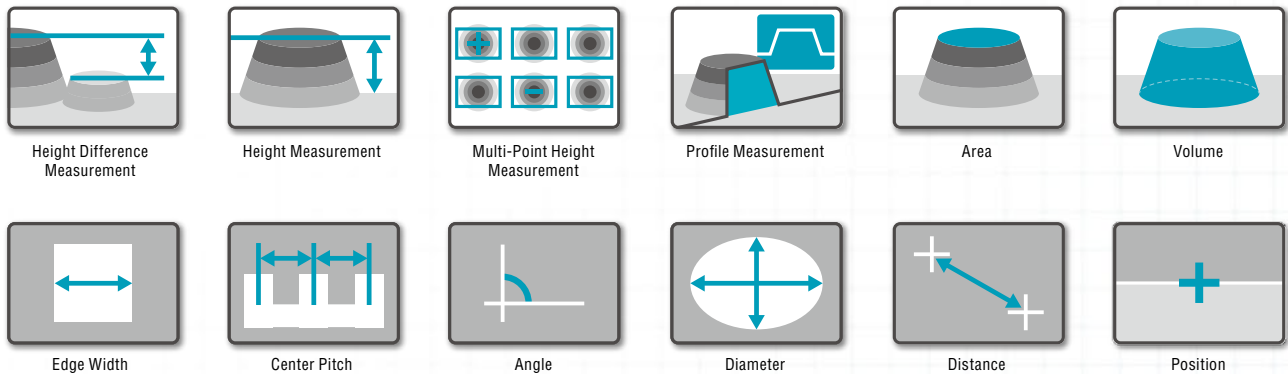 Height Difference
Measurement
Height Measurement
Multi-Point Height
Measurement
Profile Measurement
Area
Volume
Edge Width
Center Pitch
Angle
Diameter
Distance
Position